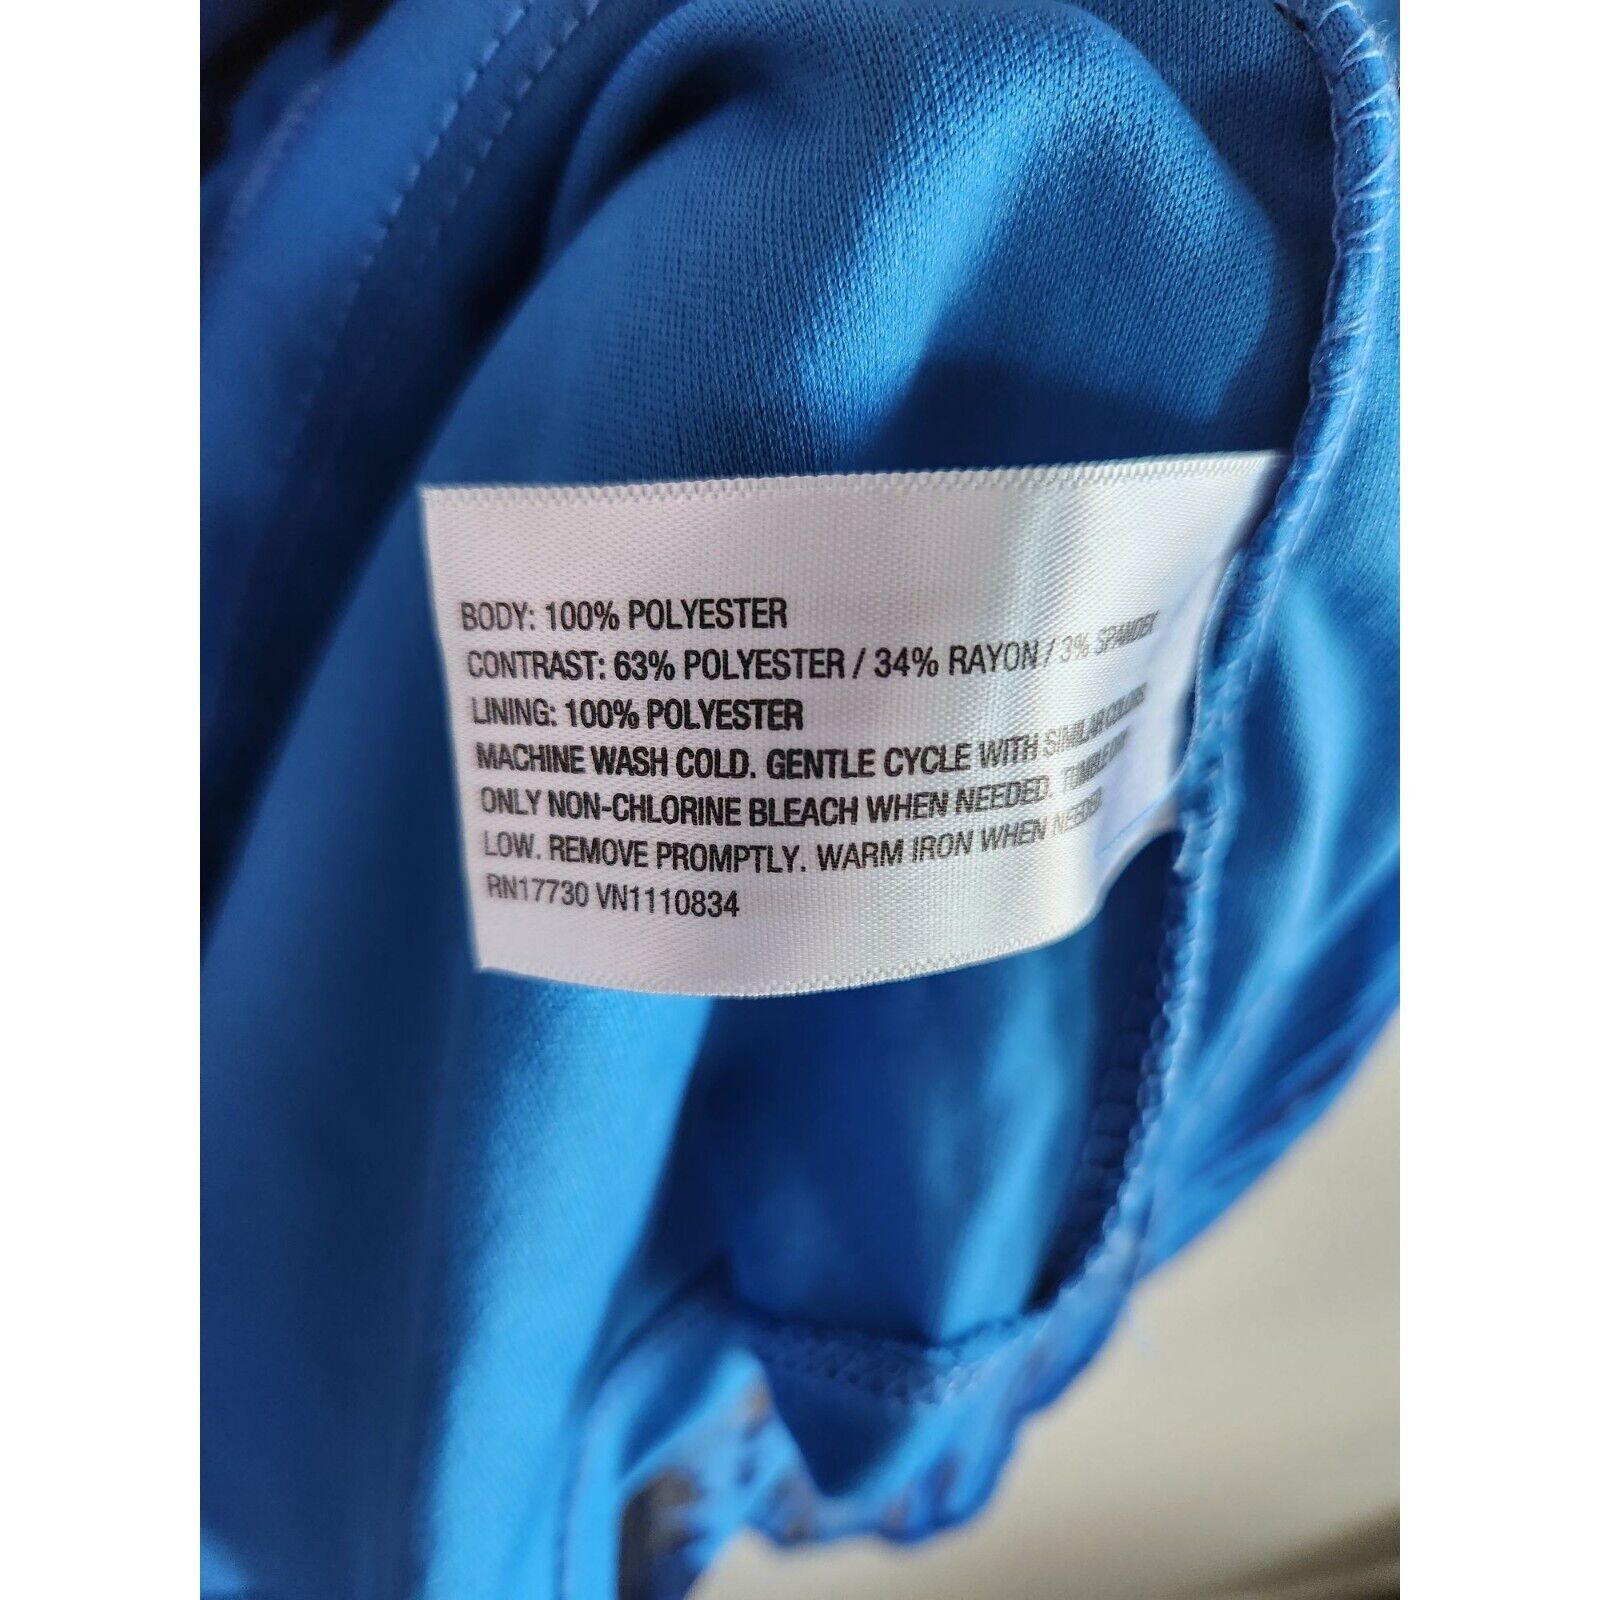 BODY: 100% POLYESTER
CONTRAST: 63% POLYESTER / 34% RAYON / 3% SPANDEX
LINING: 100% POLYESTER
MACHINE WASH COLD. GENTLE CYCLE WITH SIMILAR COLORS
ONLY NON-CHLORINE BLEACH WHEN NEEDED. TUMBLE DRY
LOW. REMOVE PROMPTLY. WARM IRON WHEN NEEDED.
RN17730 VN1110834